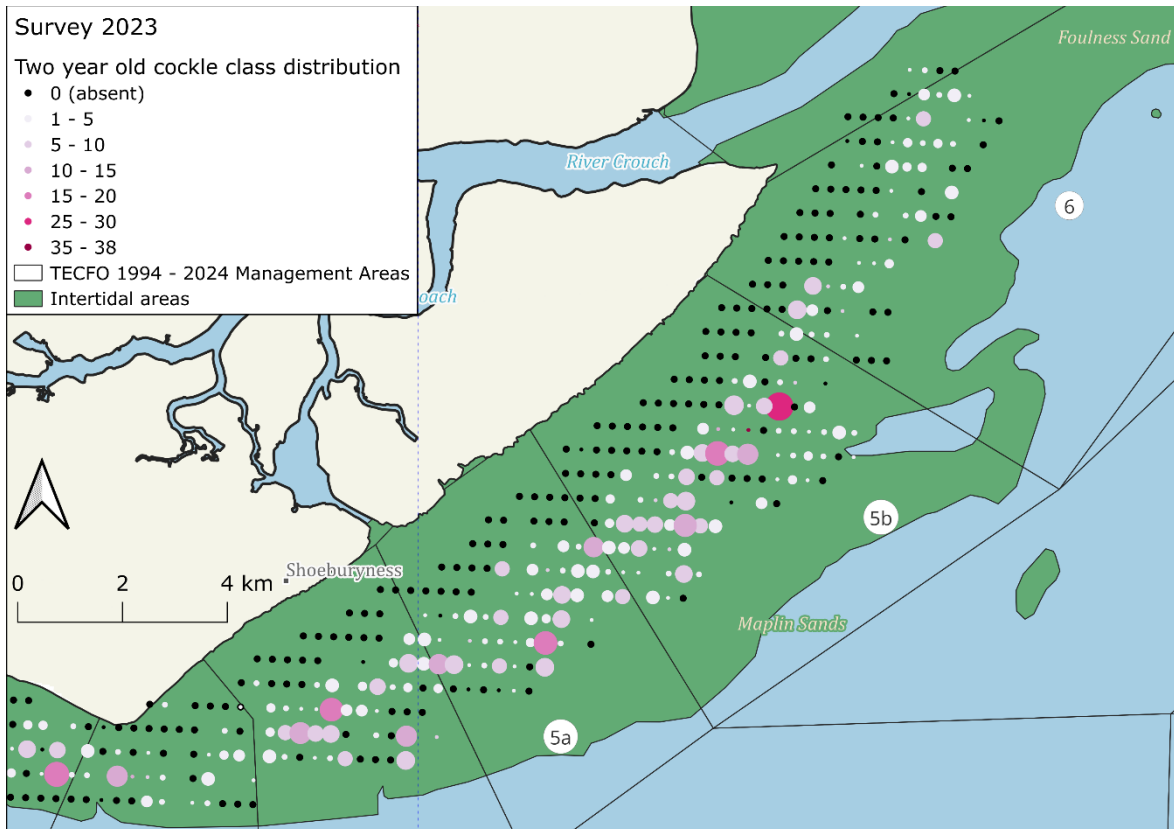 Survey 2023
Two year old cockle class distribution
0 (absent)
1 - 5
5 - 10
10 - 15
15 - 20
25 - 30
35 - 38
TECFO 1994 - 2024 Management Areas
Intertidal areas
Foulness Sand
River Crouch
6
oach
5b
Shoeburyness
0 2 4 km
Maplin Sands
5a